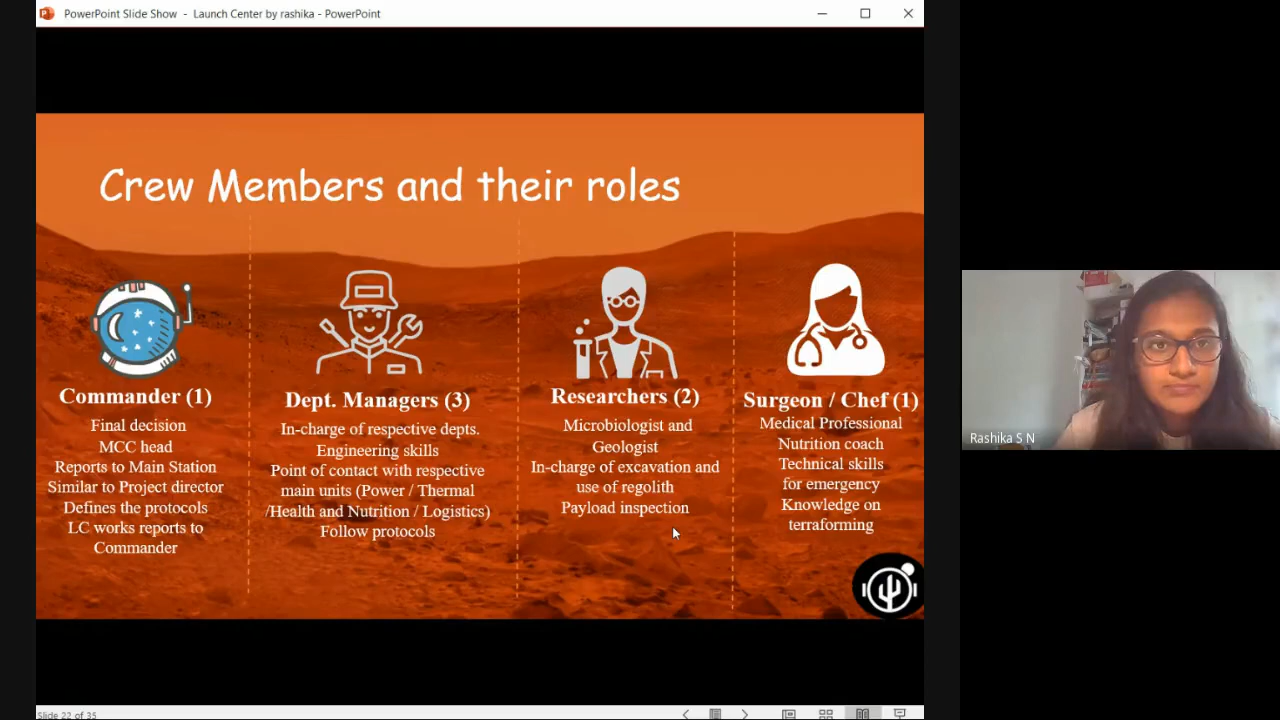 PowerPoint Slide Show - Launch Center by rashika - PowerPoint
Crew Members and their roles
Commander (1)
Final decision
MCC head
Reports to Main Station
Similar to Project director
Defines the protocols
LC works reports to
Commander
Dept. Managers (3)
In-charge of respective depts.
Engineering skills
Point of contact with respective
main units (Power / Thermal
/Health and Nutrition / Logistics)
Follow protocols
Researchers (2)
Microbiologist and
Geologist
In-charge of excavation and
use of regolith
Payload inspection
Surgeon / Chef (1)
Medical Professional
Nutrition coach
Technical skills
for emergency
Knowledge on
terraforming
Rashika S N
Slide 22 of 35